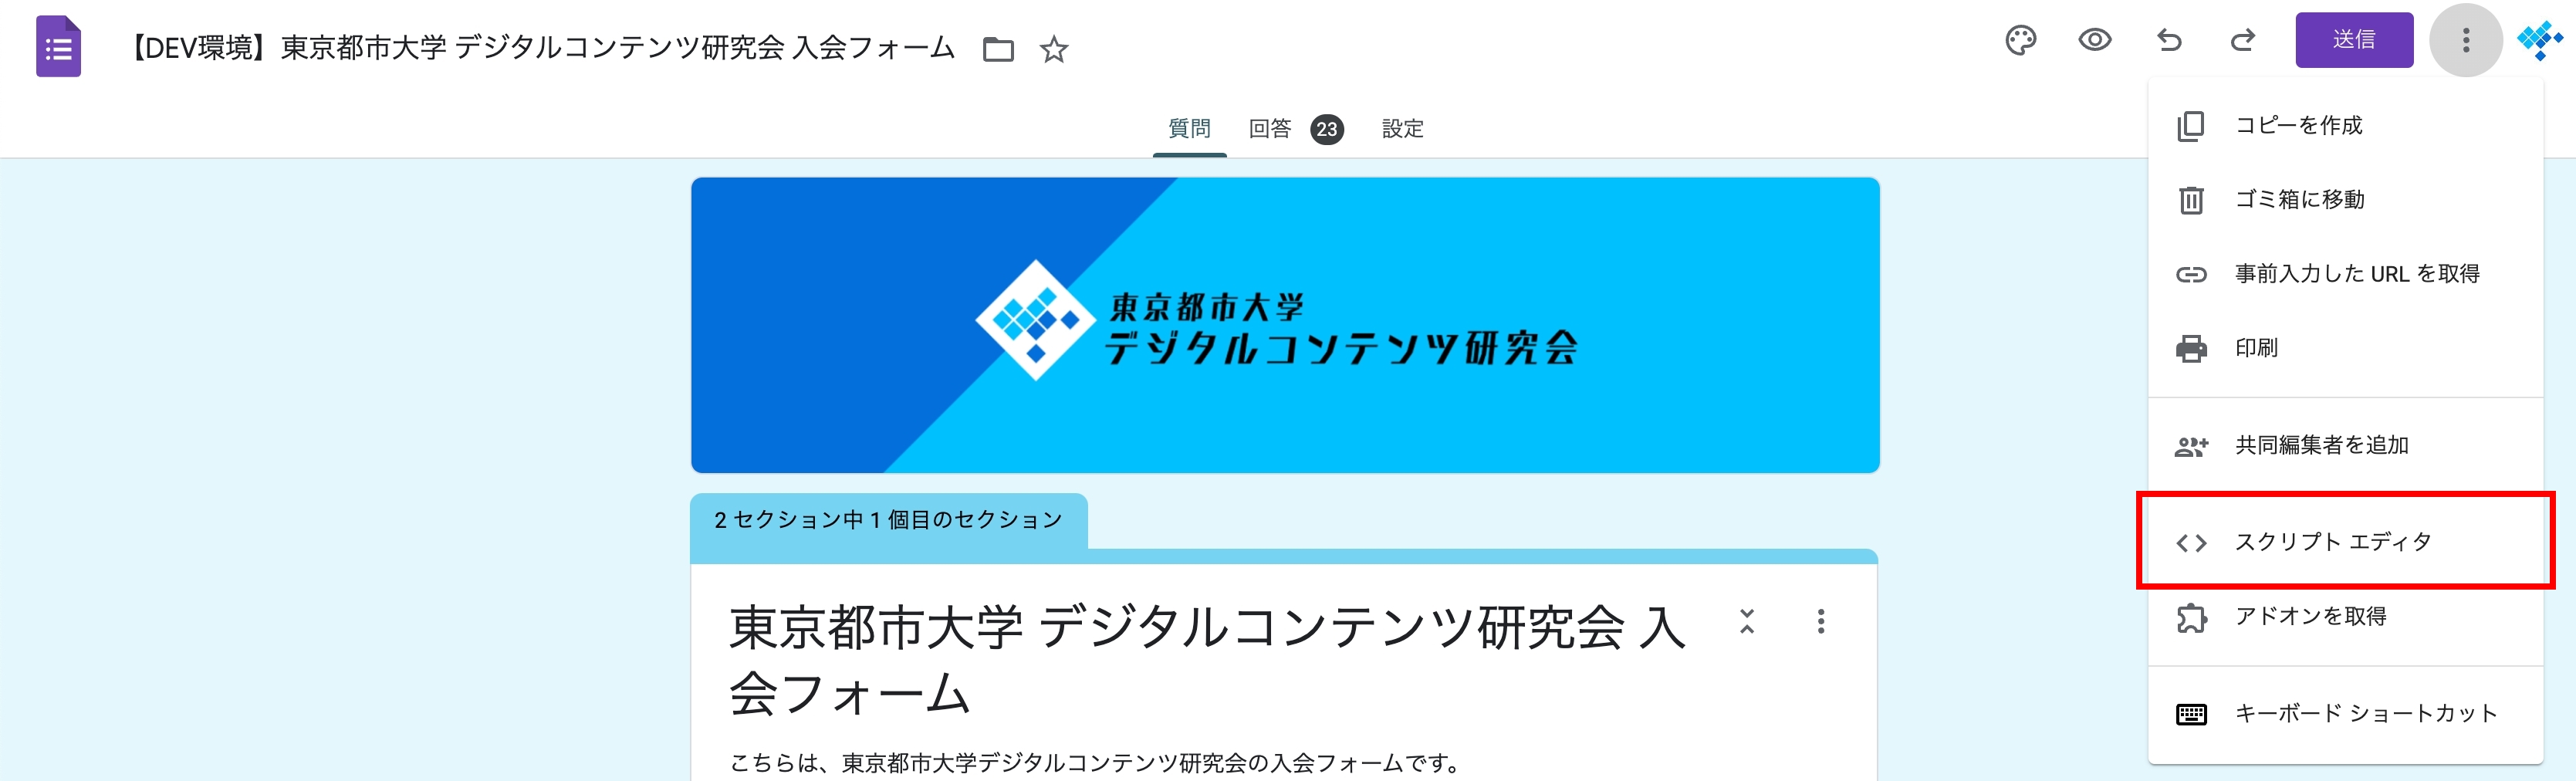 【DEV環境】東京都市大学 デジタルコンテンツ研究会 入会フォーム
送信
質問
回答 23
設定
コピーを作成
ゴミ箱に移動
事前入力した URL を取得
印刷
共同編集者を追加
スクリプト エディタ
アドオンを取得
キーボード ショートカット
東京都市大学
デジタルコンテンツ研究会
2 セクション中 1 個目のセクション
東京都市大学 デジタルコンテンツ研究会 入
会フォーム
こちらは、東京都市大学デジタルコンテンツ研究会の入会フォームです。